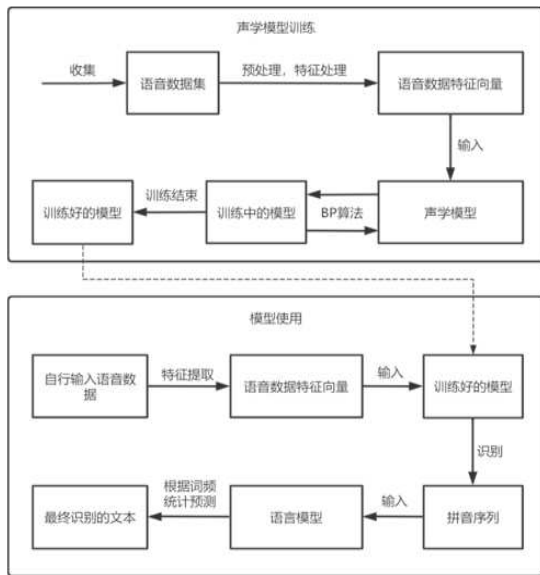 声学模型训练
收集
语音数据集
预处理，特征处理
语音数据特征向量
输入
训练好的模型
训练结束
训练中的模型
BP算法
声学模型
模型使用
自行输入语音数
据
特征提取
语音数据特征向量
输入
训练好的模型
识别
最终识别的文本
根据词频
统计预测
语言模型
输入
拼音序列